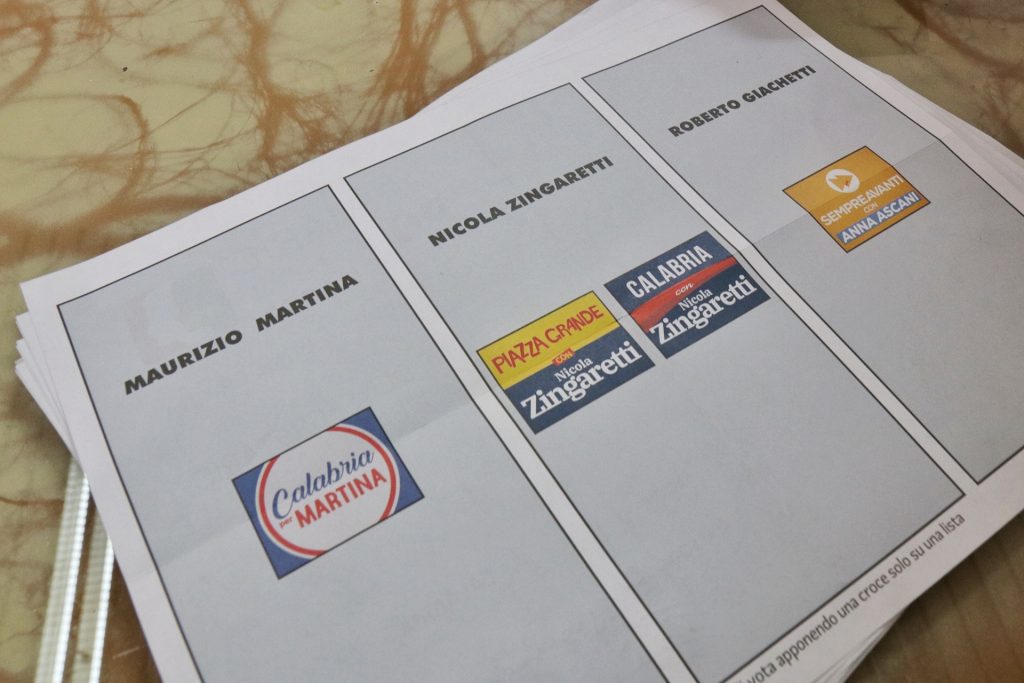 MAURIZIO MARTINA
Calabria
per MARTINA
NICOLA ZINGARETTI
PIAZZA GRANDE
CON
Nicola
Zingaretti
CALABRIA
con
Nicola
Zingaretti
ROBERTO GIACHETTI
SEMPREAVANTI
CON
ANNA ASCANI
vota apponendo una croce solo su una lista